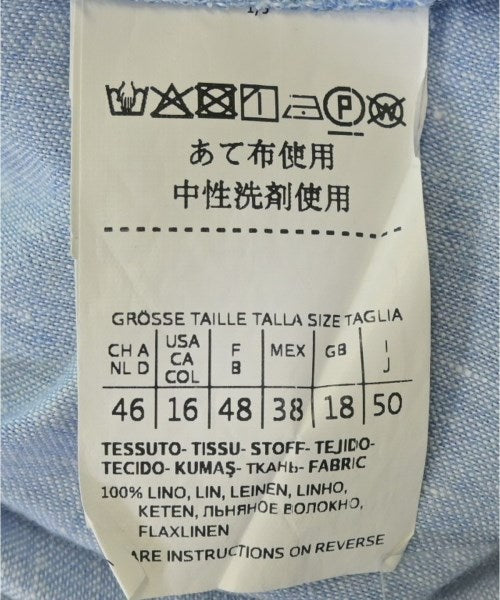 あて布使用
中性洗剤使用
GRÖSSE TAILLE TALLA SIZE TAGLIA
CH A NL D USA CA COL F B MEX GB I J
46 16 48 38 18 50
TESSUTO- TISSU- STOFF- TEJIDO-
TECIDO- KUMAŞ- ТКАНЬ- FABRIC
100% LINO, LIN, LEINEN, LINHO,
KETEN, ЛЬНЯНОЕ ВОЛОКНО,
FLAXLINEN
ARE INSTRUCTIONS ON REVERSE